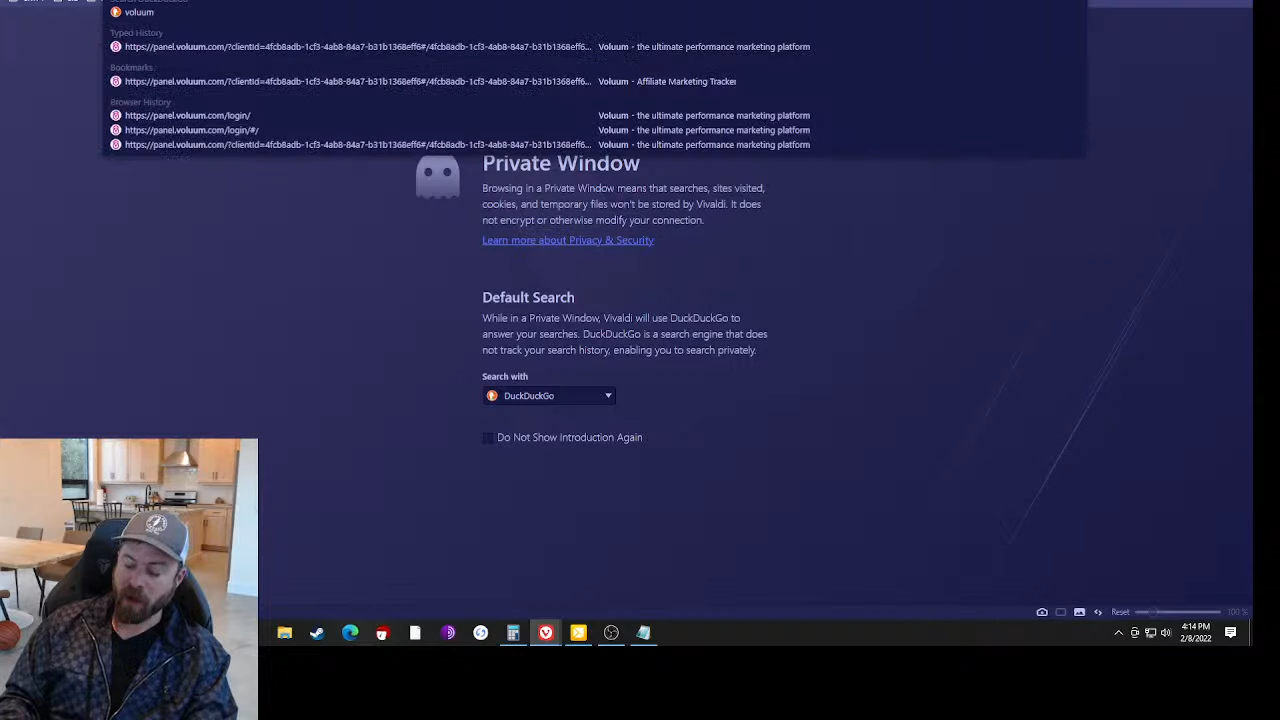 voluum
Typed History
https://panel.voluum.com/?clientId=4fcb8adb-1cf3-4ab8-84a7-b31b1368eff6#/4fcb8adb-1cf3-4ab8-84a7-b31b1368eff6... Voluum - the ultimate performance marketing platform
Bookmarks
https://panel.voluum.com/?clientId=4fcb8adb-1cf3-4ab8-84a7-b31b1368eff6#/4fcb8adb-1cf3-4ab8-84a7-b31b1368eff6... Voluum - Affiliate Marketing Tracker
Browser History
https://panel.voluum.com/login/ Voluum - the ultimate performance marketing platform
https://panel.voluum.com/login/#/ Voluum - the ultimate performance marketing platform
https://panel.voluum.com/?clientId=4fcb8adb-1cf3-4ab8-84a7-b31b1368eff6#/4fcb8adb-1cf3-4ab8-84a7-b31b1368eff6... Voluum - the ultimate performance marketing platform
Private Window
Browsing in a Private Window means that searches, sites visited,
cookies, and temporary files won't be stored by Vivaldi. It does
not encrypt or otherwise modify your connection.
Learn more about Privacy & Security
Default Search
While in a Private Window, Vivaldi will use DuckDuckGo to
answer your searches. DuckDuckGo is a search engine that does
not track your search history, enabling you to search privately.
Search with
DuckDuckGo
Do Not Show Introduction Again
Reset 100 %
4:14 PM
2/8/2022